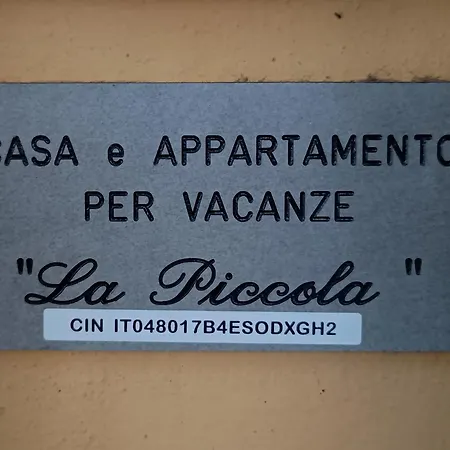 CASA e APPARTAMENTO
PER VACANZE
"La Piccola "
CIN IT048017B4ESODXGH2